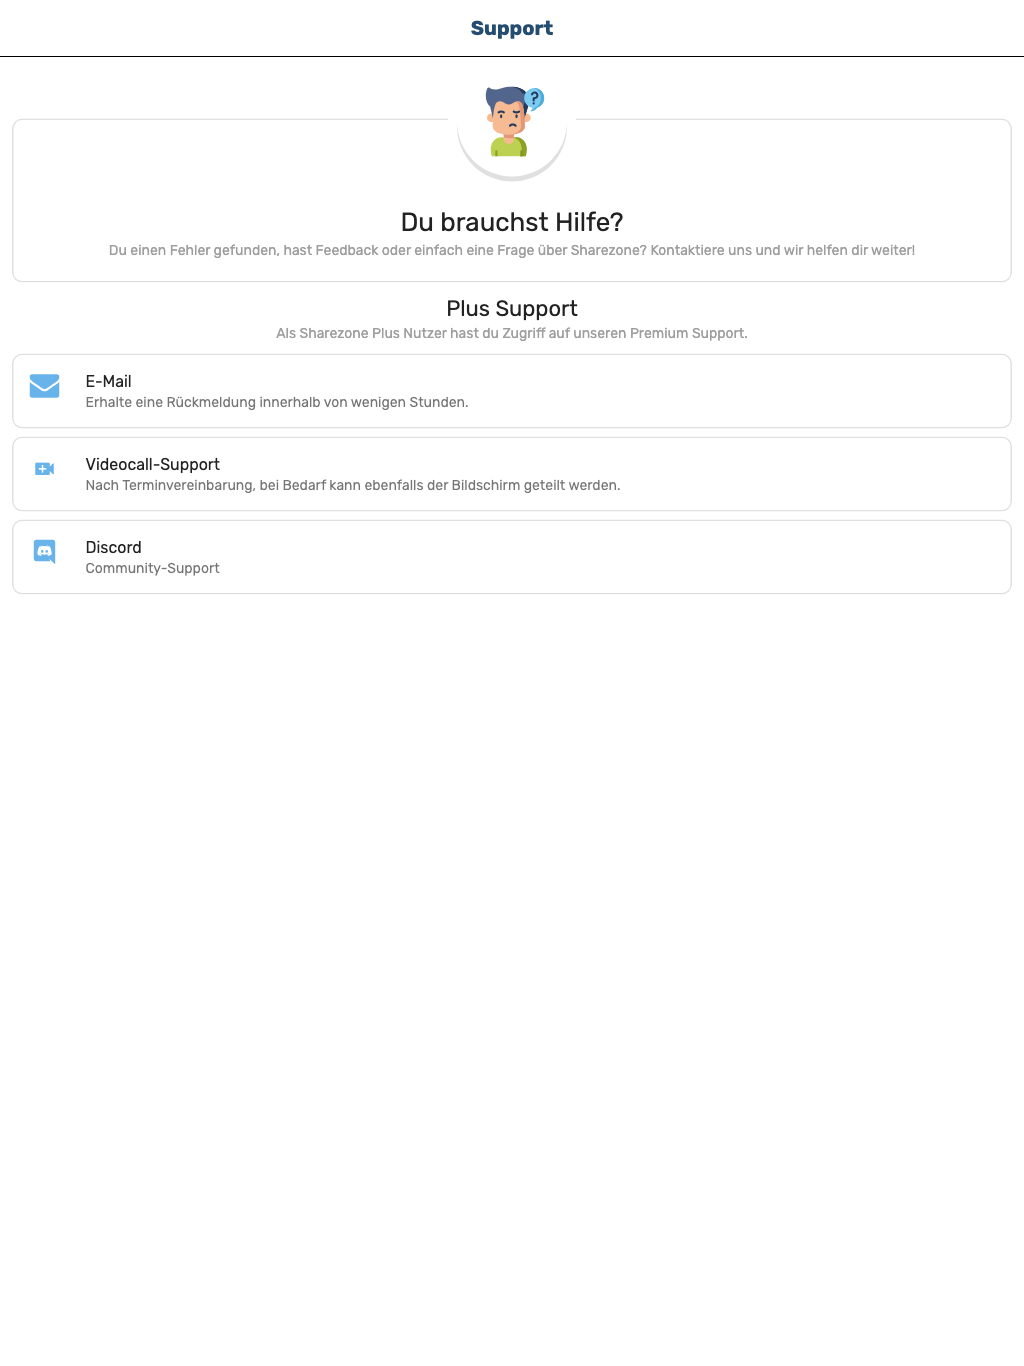 Support
?
Du brauchst Hilfe?
Du einen Fehler gefunden, hast Feedback oder einfach eine Frage über Sharezone? Kontaktiere uns und wir helfen dir weiter!
Plus Support
Als Sharezone Plus Nutzer hast du Zugriff auf unseren Premium Support.
E-Mail
Erhalte eine Rückmeldung innerhalb von wenigen Stunden.
Videocall-Support
Nach Terminvereinbarung, bei Bedarf kann ebenfalls der Bildschirm geteilt werden.
Discord
Community-Support